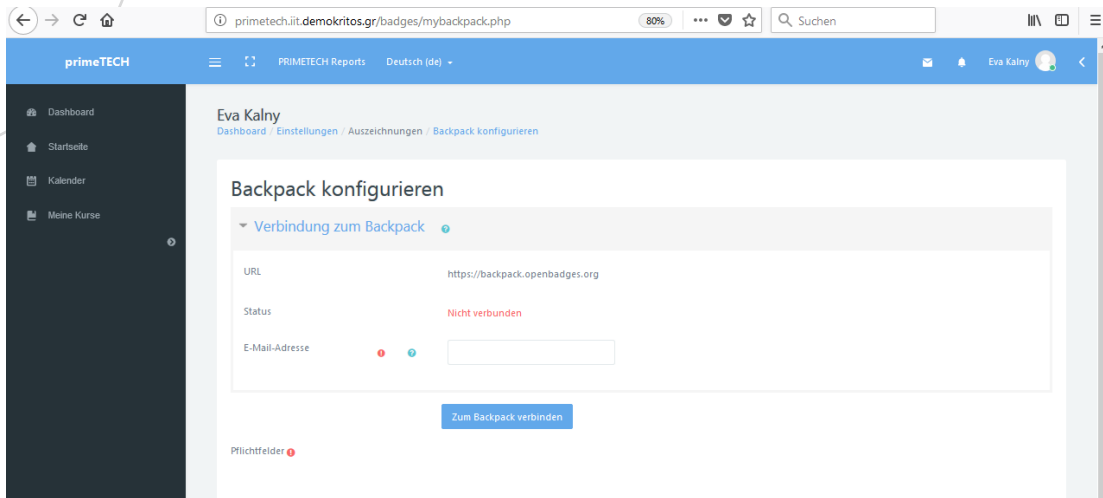 primetech.iit.demokritos.gr/badges/mybackpack.php 80% Suchen
primeTECH PRIMETECH Reports Deutsch (de) Eva Kalny
Dashboard
Startseite
Kalender
Meine Kurse
Eva Kalny
Dashboard / Einstellungen / Auszeichnungen / Backpack konfigurieren
Backpack konfigurieren
Verbindung zum Backpack
URL https://backpack.openbadges.org
Status Nicht verbunden
E-Mail-Adresse
Zum Backpack verbinden
Pflichtfelder